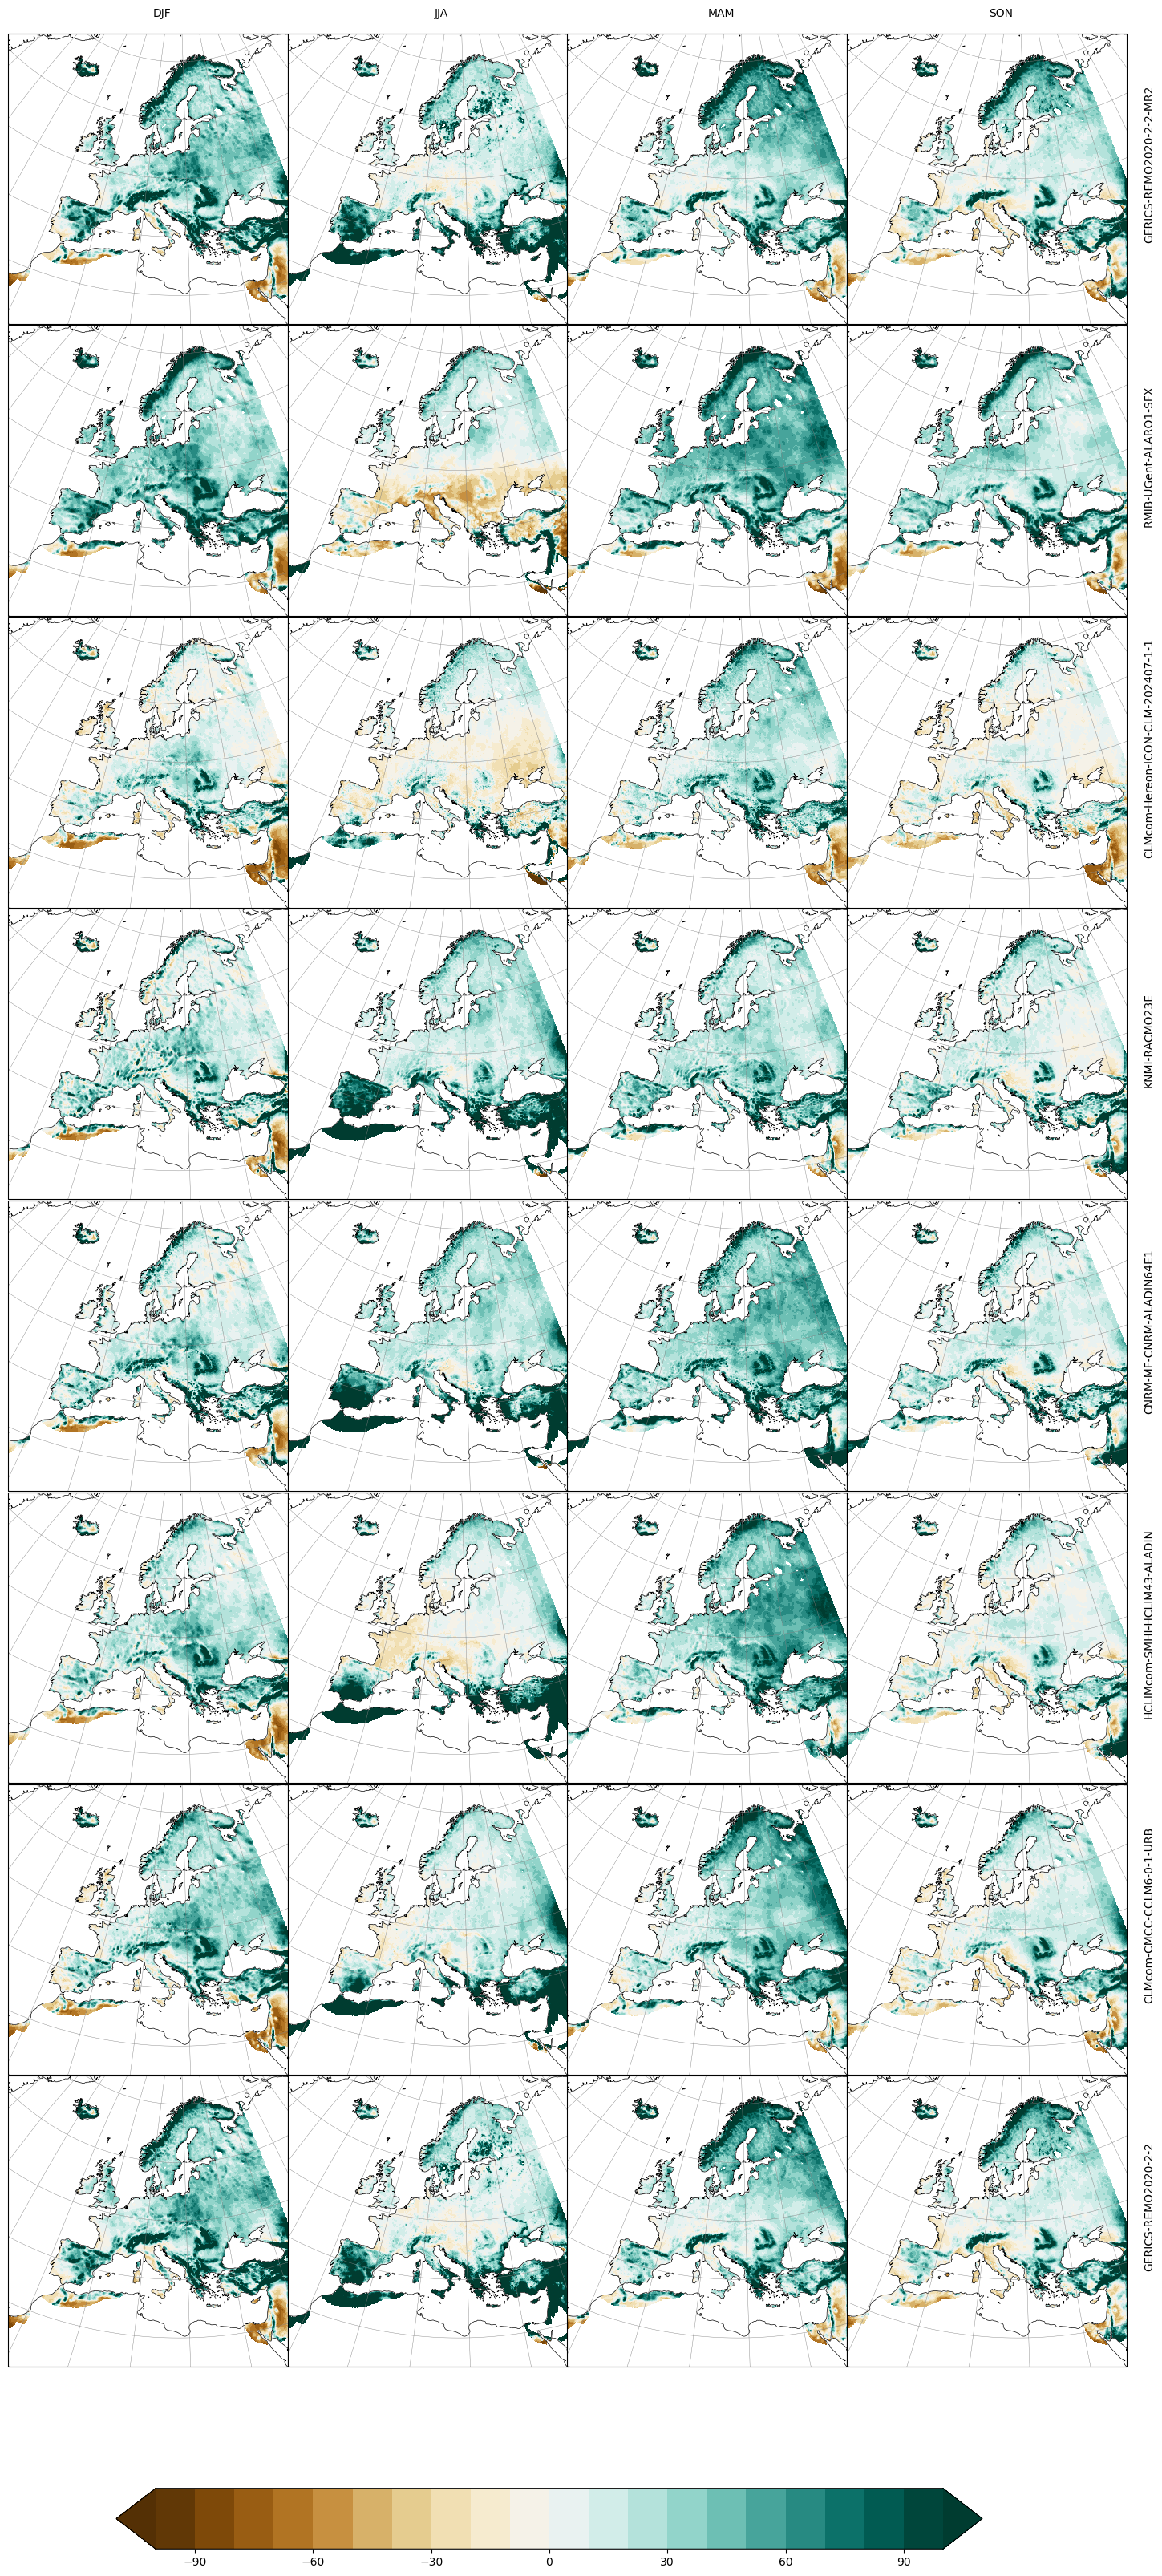 DJF JJA MAM SON
GERICS-REMO2020-2-2-MR2
RMIB-UGent-ALARO1-SFX
CLMcom-Hereon-ICON-CLM-202407-1-1
KNMI-RACMO23E
CNRM-MF-CNRM-ALADIN64E1
HCLIMcom-SMHI-HCLIM43-ALADIN
CLMcom-CMCC-CCLM6-0-1-URB
GERICS-REMO2020-2-2
−90 −60 −30 0 30 60 90